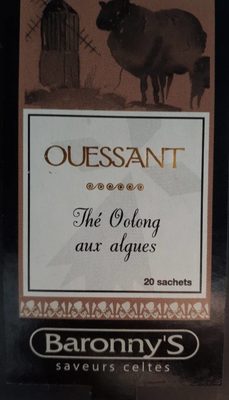 OUESSANT
Thé Oolong
aux algues
20 sachets
Baronny'S
saveurs celtes